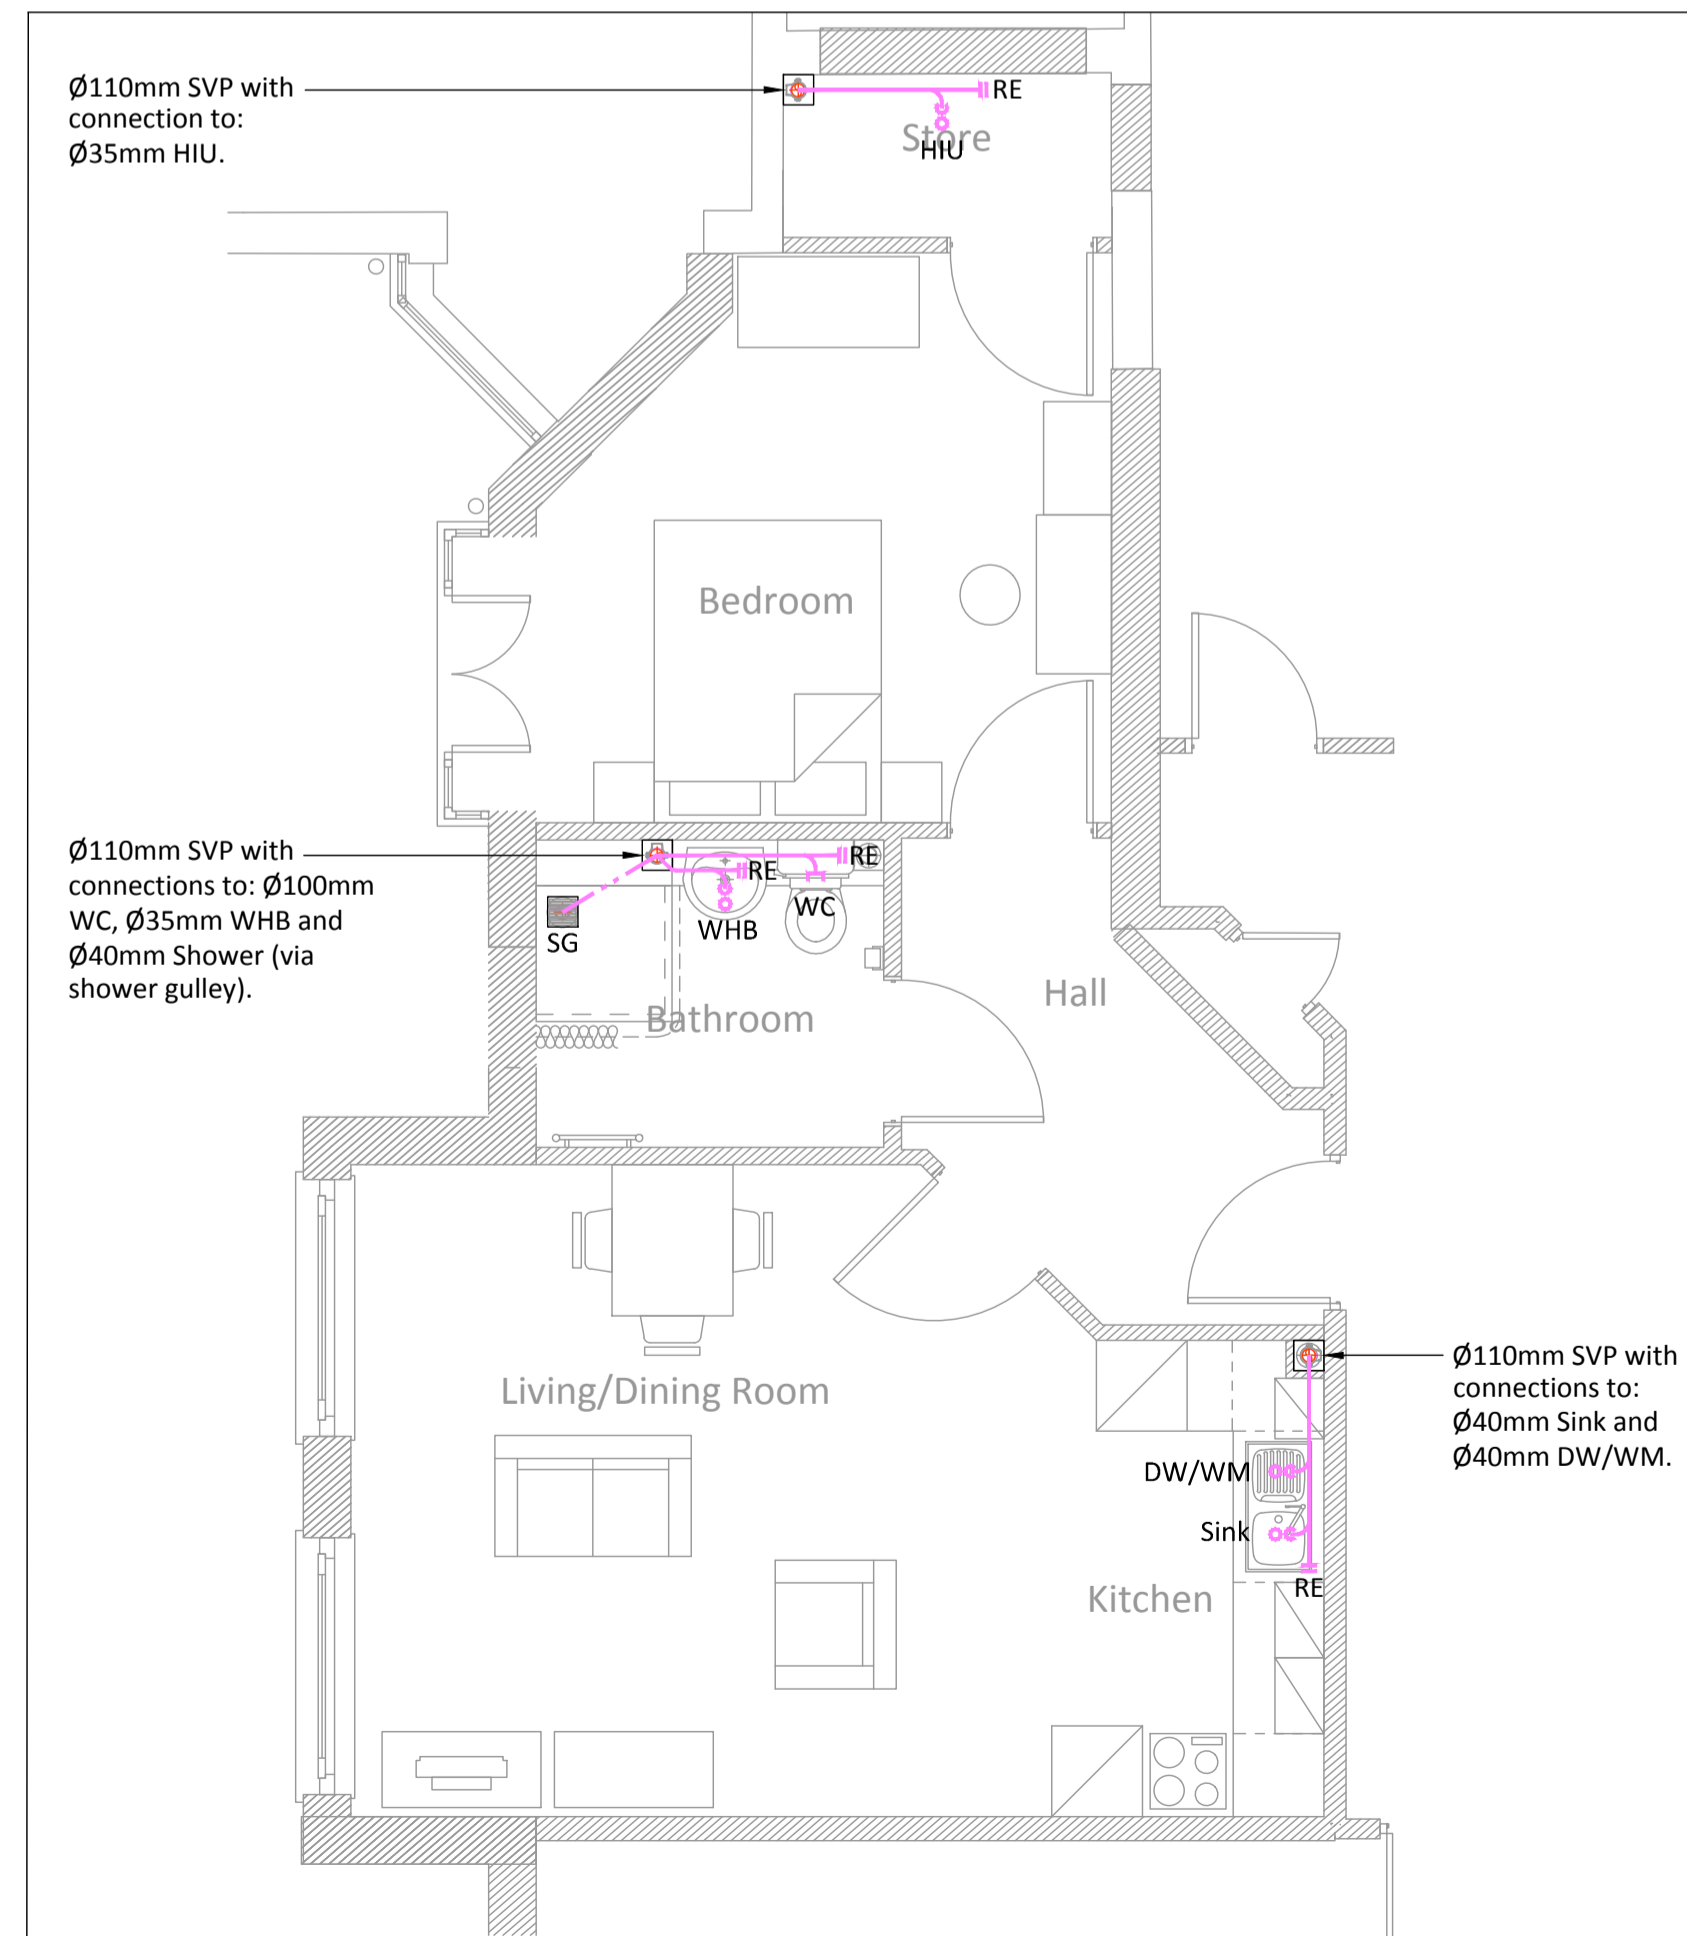 Ø110mm SVP with
connection to:
Ø35mm HIU.
RE
Store
HIU
Bedroom
Ø110mm SVP with
connections to: Ø100mm
WC, Ø35mm WHB and
Ø40mm Shower (via
shower gulley).
RE
RE
WC
WHB
SG
Bathroom
Hall
Living/Dining Room
Ø110mm SVP with
connections to:
Ø40mm Sink and
Ø40mm DW/WM.
DW/WM
Sink
RE
Kitchen